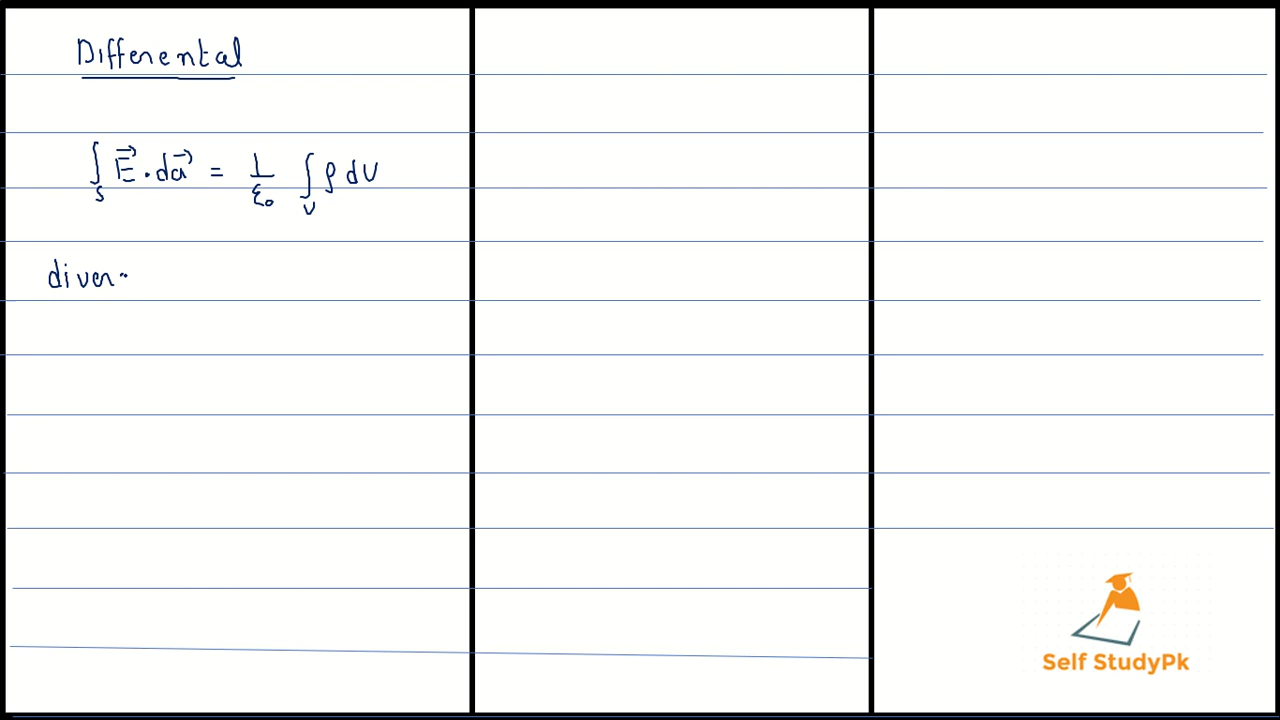 Differental
∫_S E⃗ · da⃗ = 1/ε₀ ∫_V ρ dV
diver
Self StudyPk